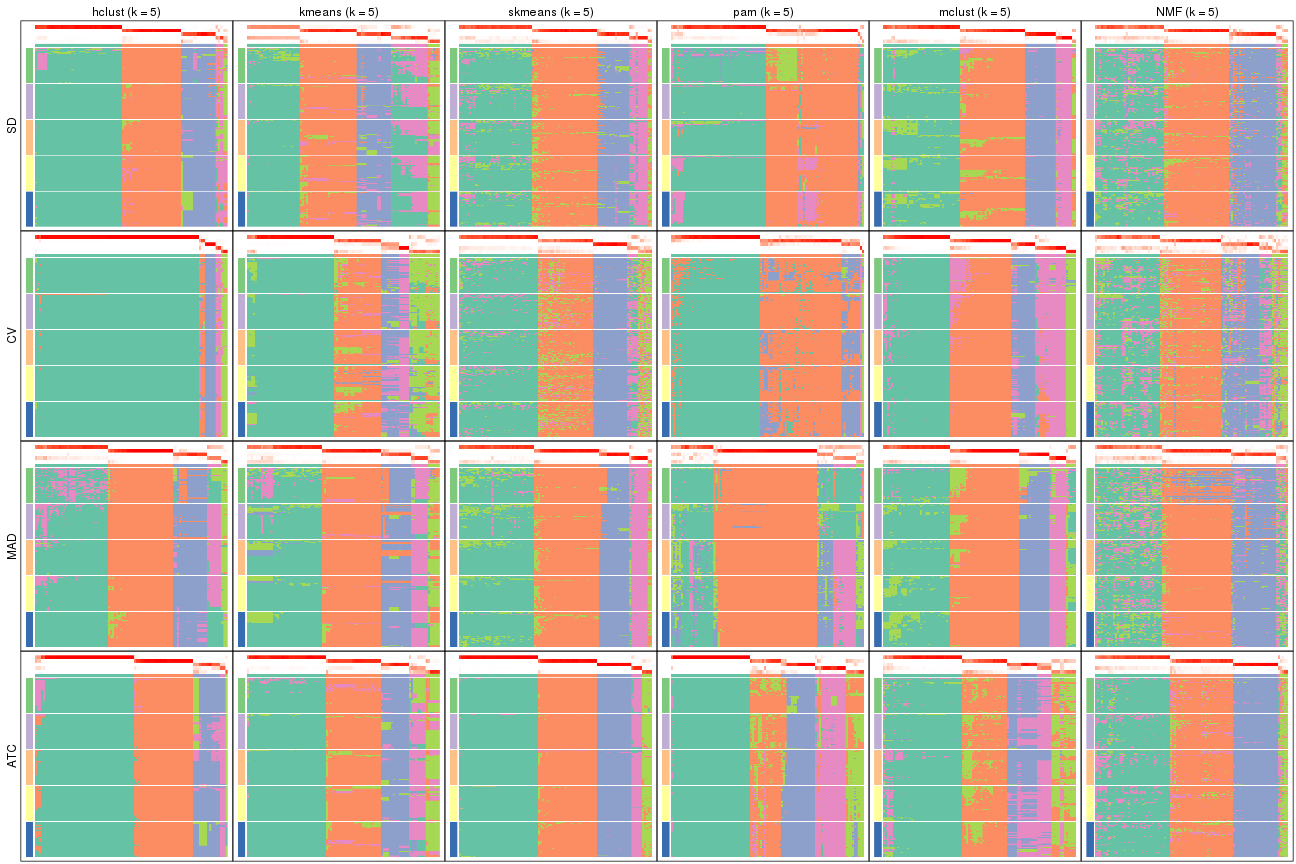 hclust (k = 5)
kmeans (k = 5)
skmeans (k = 5)
pam (k = 5)
mclust (k = 5)
NMF (k = 5)
SD
CV
MAD
ATC